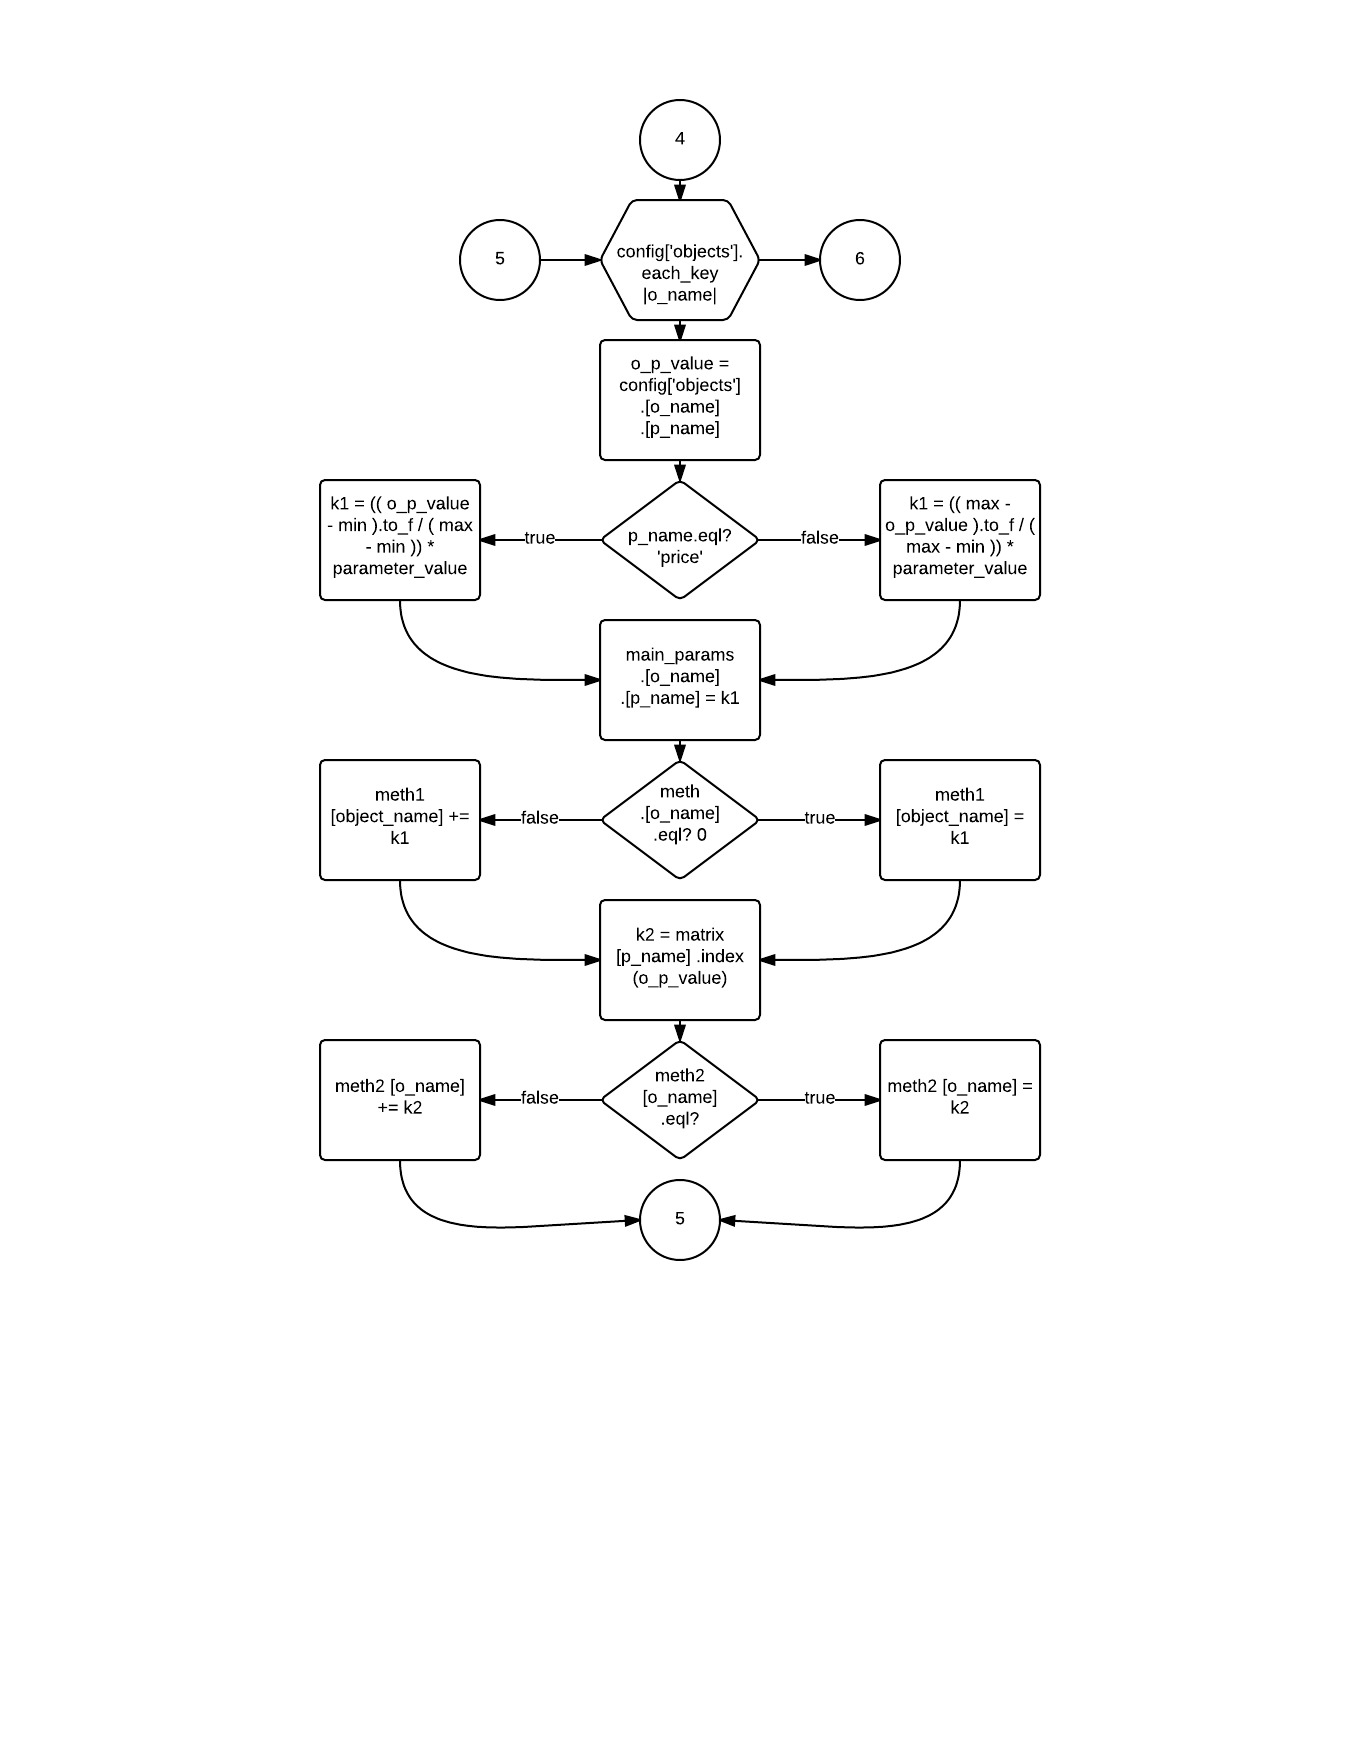 4
5
config['objects'].
each_key
|o_name|
6
o_p_value =
config['objects']
.[o_name]
.[p_name]
k1 = (( o_p_value
- min ).to_f / ( max
- min )) *
parameter_value
true
p_name.eql?
'price'
false
k1 = (( max -
o_p_value ).to_f / (
max - min )) *
parameter_value
main_params
.[o_name]
.[p_name] = k1
meth1
[object_name] +=
k1
false
meth
.[o_name]
.eql? 0
true
meth1
[object_name] =
k1
k2 = matrix
[p_name] .index
(o_p_value)
meth2 [o_name]
+= k2
false
meth2
[o_name]
.eql?
true
meth2 [o_name] =
k2
5